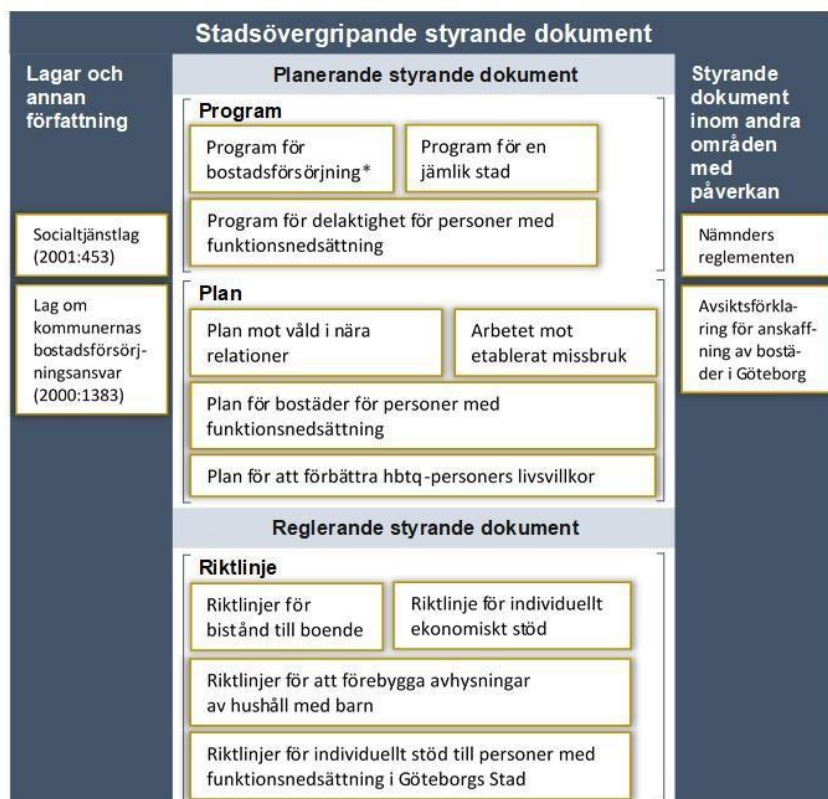 Stadsövergripande styrande dokument
Lagar och
annan
författning
Socialtjänstlag
(2001:453)
Lag om
kommunernas
bostadsförsörj-
ningsansvar
(2000:1383)
Planerande styrande dokument
Program
Program för
bostadsförsörjning*
Program för en
jämlik stad
Program för delaktighet för personer med
funktionsnedsättning
Plan
Plan mot våld i nära
relationer
Arbetet mot
etablerat missbruk
Plan för bostäder för personer med
funktionsnedsättning
Plan för att förbättra hbtq-personers livsvillkor
Reglerande styrande dokument
Riktlinje
Riktlinjer för
bistånd till boende
Riktlinje för individuellt
ekonomiskt stöd
Riktlinjer för att förebygga avhysningar
av hushåll med barn
Riktlinjer för individuellt stöd till personer med
funktionsnedsättning i Göteborgs Stad
Styrande
dokument
inom andra
områden
med
påverkan
Nämnders
reglementen
Avsiktsförkla-
ring för anskaff-
ning av bostä-
der i Göteborg